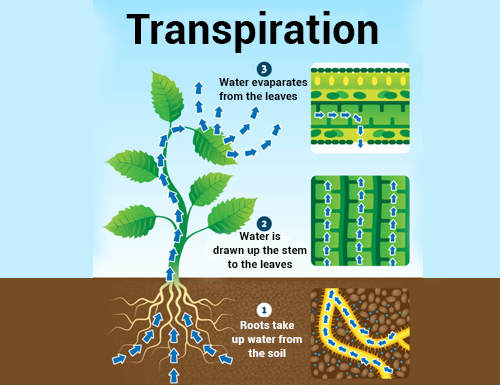 Transpiration
3
Water evaporates
from the leaves
2
Water is
drawn up the stem
to the leaves
1
Roots take
up water from
the soil